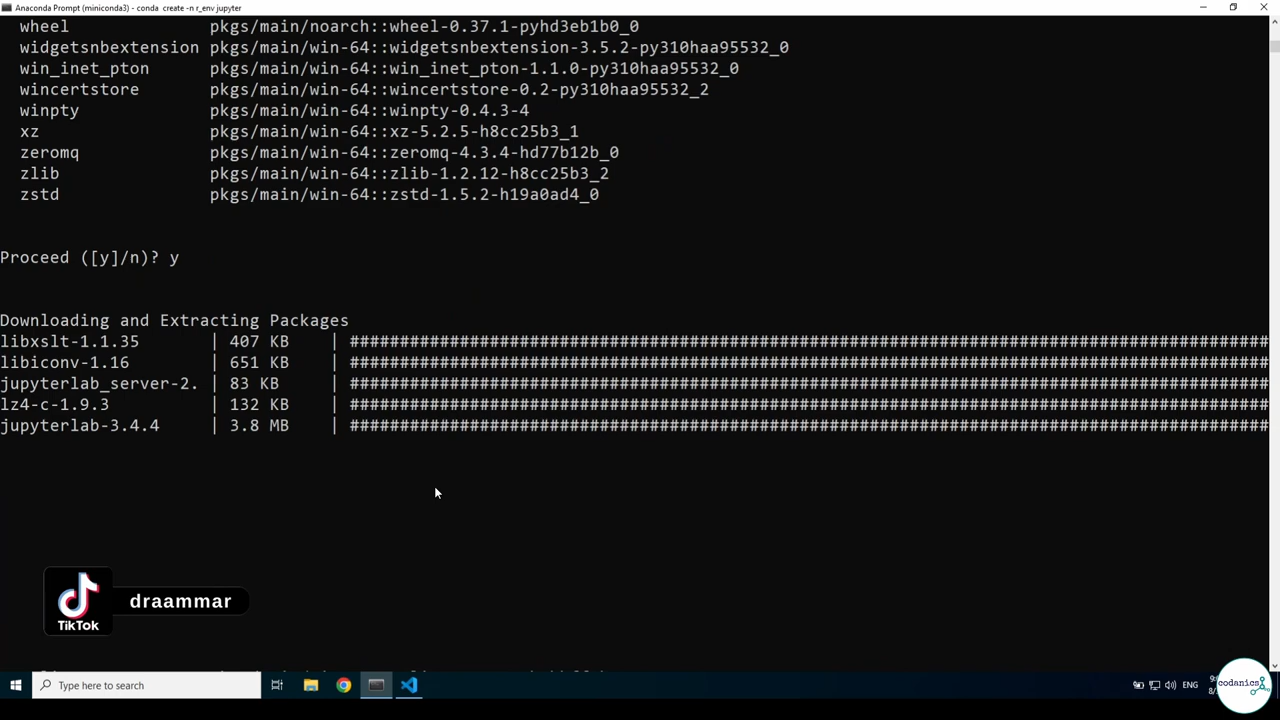 Anaconda Prompt (miniconda3) - conda create -n r_env jupyter
wheel pkgs/main/noarch::wheel-0.37.1-pyhd3eb1b0_0
widgetsnbextension pkgs/main/win-64::widgetsnbextension-3.5.2-py310haa95532_0
win_inet_pton pkgs/main/win-64::win_inet_pton-1.1.0-py310haa95532_0
wincertstore pkgs/main/win-64::wincertstore-0.2-py310haa95532_2
winpty pkgs/main/win-64::winpty-0.4.3-4
xz pkgs/main/win-64::xz-5.2.5-h8cc25b3_1
zeromq pkgs/main/win-64::zeromq-4.3.4-hd77b12b_0
zlib pkgs/main/win-64::zlib-1.2.12-h8cc25b3_2
zstd pkgs/main/win-64::zstd-1.5.2-h19a0ad4_0
Proceed ([y]/n)? y
Downloading and Extracting Packages
libxslt-1.1.35 | 407 KB | ############################################################################################
libiconv-1.16 | 651 KB | ############################################################################################
jupyterlab_server-2. | 83 KB | ############################################################################################
lz4-c-1.9.3 | 132 KB | ############################################################################################
jupyterlab-3.4.4 | 3.8 MB | ############################################################################################
TikTok
draammar
Type here to search
ENG
codanics